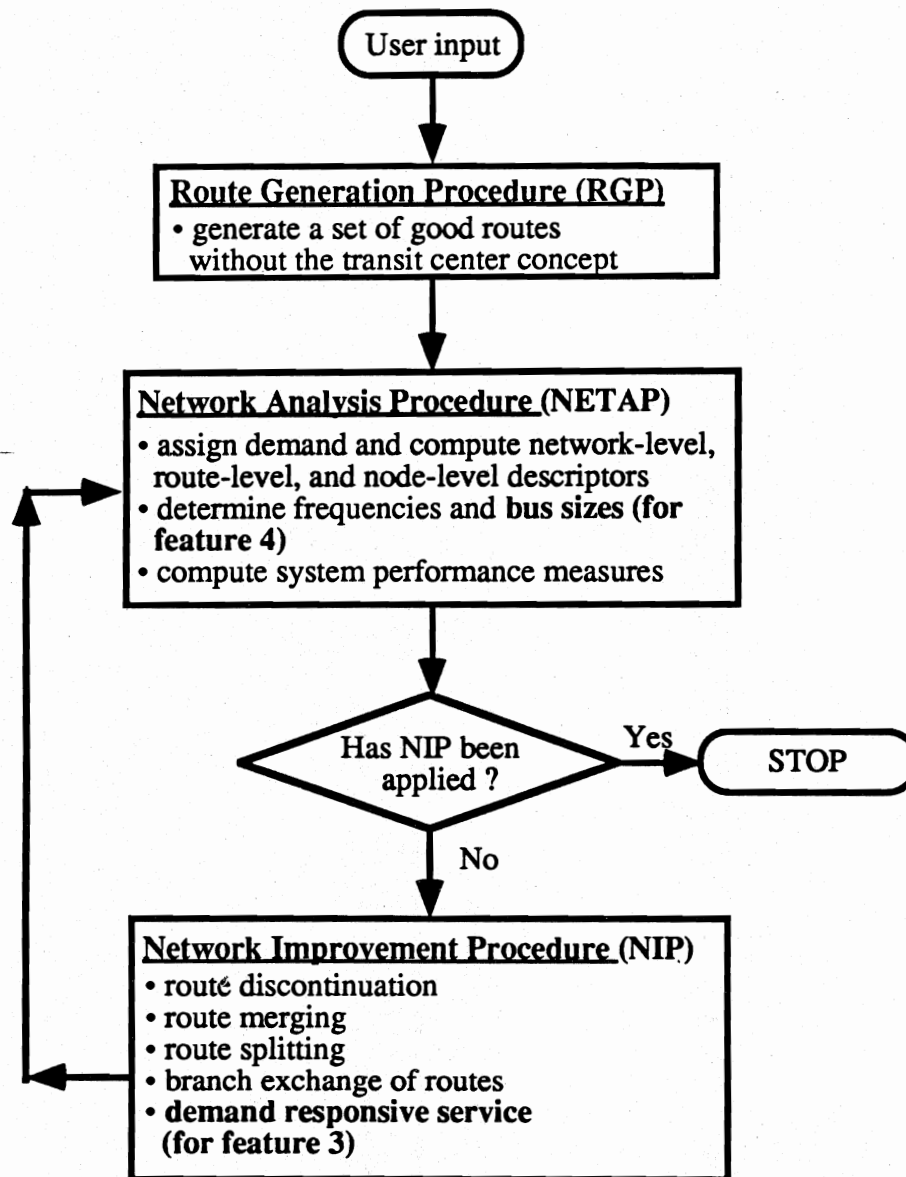 User input
Route Generation Procedure (RGP)
• generate a set of good routes
without the transit center concept
Network Analysis Procedure (NETAP)
• assign demand and compute network-level,
route-level, and node-level descriptors
• determine frequencies and bus sizes (for
feature 4)
• compute system performance measures
Has NIP been
applied ?
Yes
STOP
No
Network Improvement Procedure (NIP)
• route discontinuation
• route merging
• route splitting
• branch exchange of routes
• demand responsive service
(for feature 3)